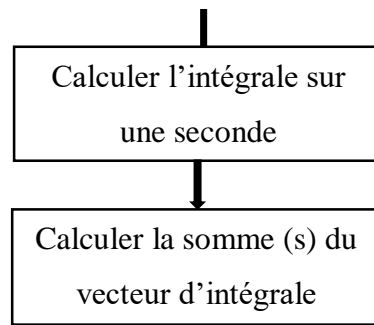 Calculer l’intégrale sur
une seconde
Calculer la somme (s) du
vecteur d’intégrale